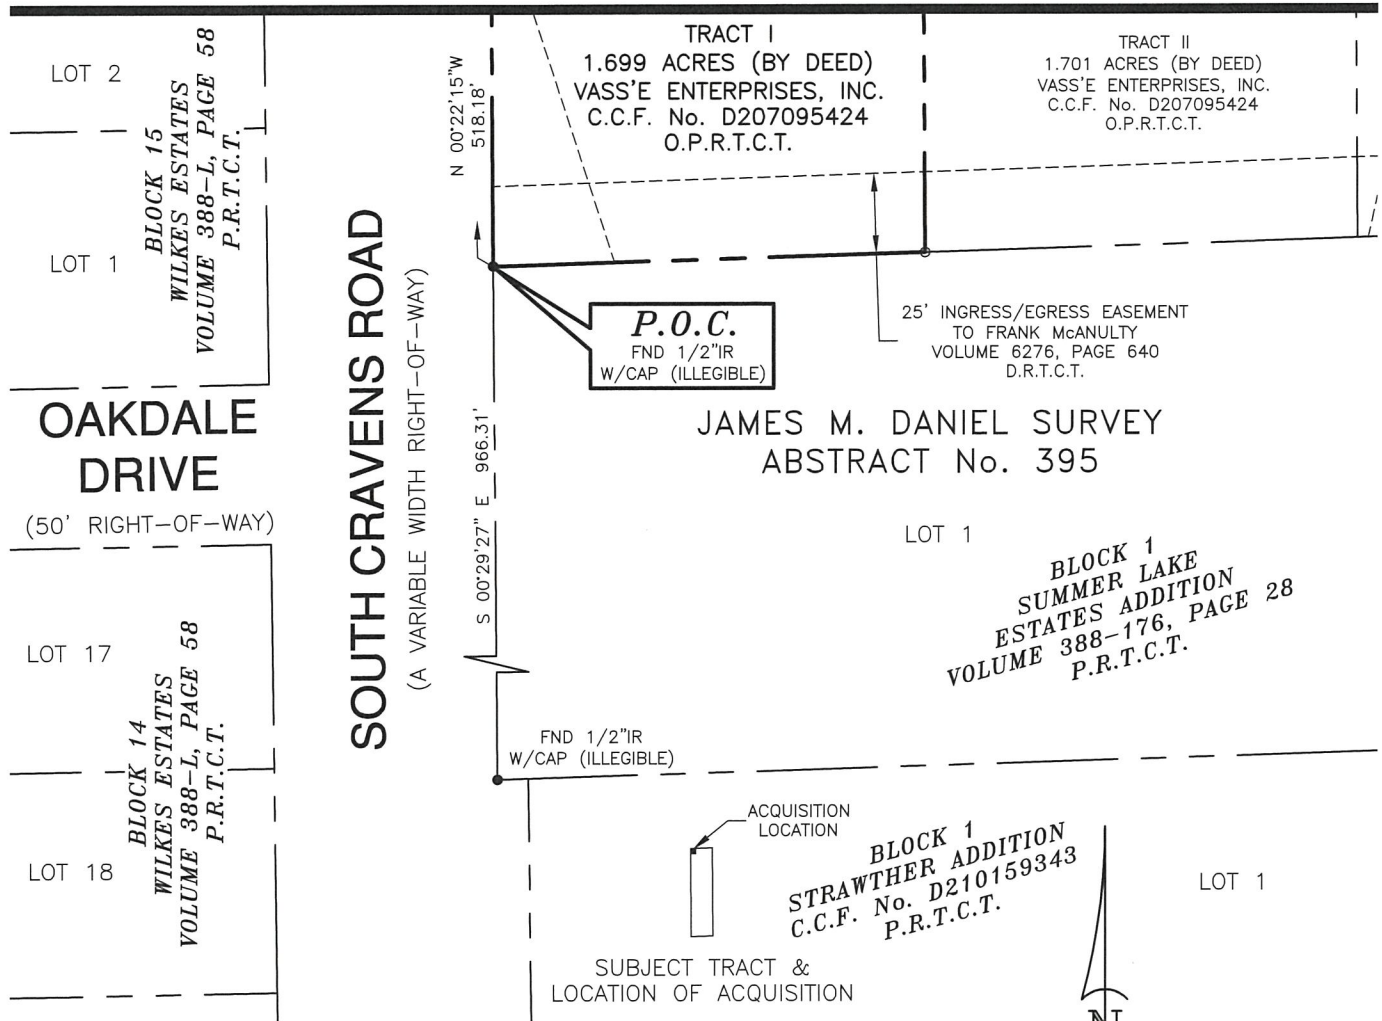 LOT 2
BLOCK 15
WILKES ESTATES
VOLUME 388-L, PAGE 58
P.R.T.C.T.
LOT 1
N 00°22'15"W
518.18'
TRACT I
1.699 ACRES (BY DEED)
VASS'E ENTERPRISES, INC.
C.C.F. No. D207095424
O.P.R.T.C.T.
TRACT II
1.701 ACRES (BY DEED)
VASS'E ENTERPRISES, INC.
C.C.F. No. D207095424
O.P.R.T.C.T.
SOUTH CRAVENS ROAD
(A VARIABLE WIDTH RIGHT-OF-WAY)
P.O.C.
FND 1/2"IR
W/CAP (ILLEGIBLE)
25' INGRESS/EGRESS EASEMENT
TO FRANK McANULTY
VOLUME 6276, PAGE 640
D.R.T.C.T.
OAKDALE
DRIVE
(50' RIGHT-OF-WAY)
S 00°29'27" E 966.31'
JAMES M. DANIEL SURVEY
ABSTRACT No. 395
LOT 1
BLOCK 1
SUMMER LAKE
ESTATES ADDITION
VOLUME 388-176, PAGE 28
P.R.T.C.T.
LOT 17
BLOCK 14
WILKES ESTATES
VOLUME 388-L, PAGE 58
P.R.T.C.T.
LOT 18
FND 1/2"IR
W/CAP (ILLEGIBLE)
ACQUISITION
LOCATION
BLOCK 1
STRAWTHER ADDITION
C.C.F. No. D210159343
P.R.T.C.T.
LOT 1
SUBJECT TRACT &
LOCATION OF ACQUISITION
N